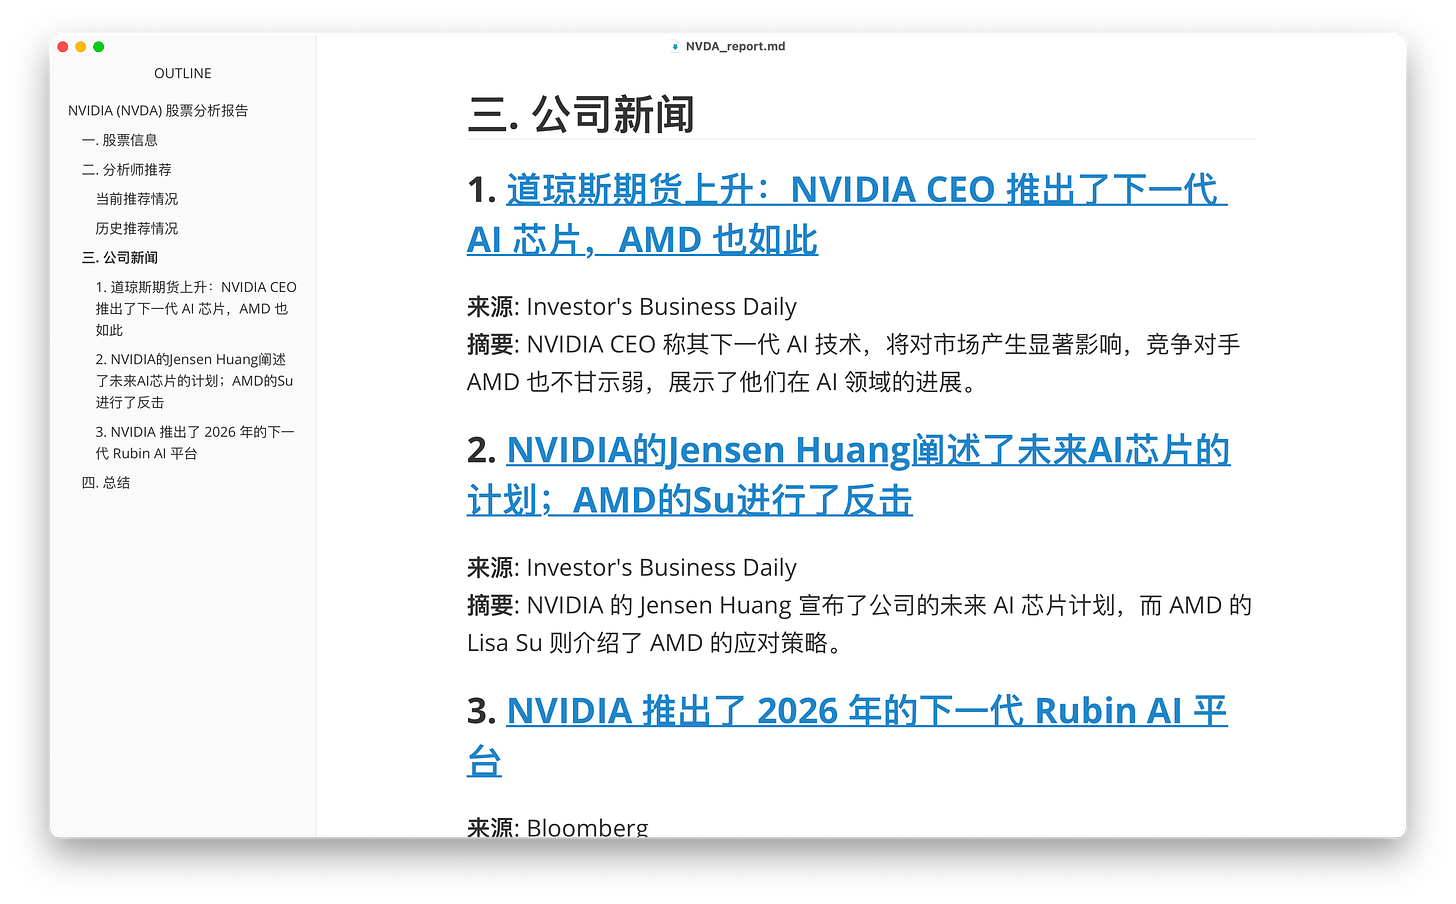 NVDA_report.md
OUTLINE
NVIDIA (NVDA) 股票分析报告
一. 股票信息
二. 分析师推荐
当前推荐情况
历史推荐情况
三. 公司新闻
1. 道琼斯期货上升：NVIDIA CEO
推出了下一代 AI 芯片，AMD 也
如此
2. NVIDIA的Jensen Huang阐述
了未来AI芯片的计划；AMD的Su
进行了反击
3. NVIDIA 推出了 2026 年的下一
代 Rubin AI 平台
四. 总结
三. 公司新闻
1. 道琼斯期货上升：NVIDIA CEO 推出了下一代
AI 芯片，AMD 也如此
来源: Investor's Business Daily
摘要: NVIDIA CEO 称其下一代 AI 技术，将对市场产生显著影响，竞争对手
AMD 也不甘示弱，展示了他们在 AI 领域的进展。
2. NVIDIA的Jensen Huang阐述了未来AI芯片的
计划；AMD的Su进行了反击
来源: Investor's Business Daily
摘要: NVIDIA 的 Jensen Huang 宣布了公司的未来 AI 芯片计划，而 AMD 的
Lisa Su 则介绍了 AMD 的应对策略。
3. NVIDIA 推出了 2026 年的下一代 Rubin AI 平
台
来源: Bloomberg